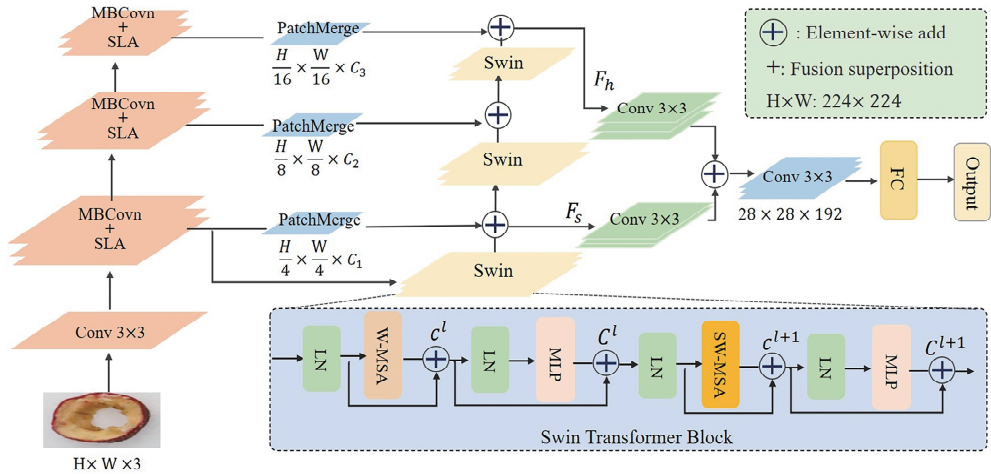 MBCovn
+
SLA
PatchMerge
H/16 × W/16 × C₃
Swin
F_h
Conv 3×3
⊕ : Element-wise add
+: Fusion superposition
H×W: 224× 224
MBCovn
+
SLA
PatchMerge
H/8 × W/8 × C₂
Swin
MBCovn
+
SLA
PatchMerge
H/4 × W/4 × C₁
Swin
F_s
Conv 3×3
Conv 3×3
28 × 28 × 192
FC
Output
Conv 3×3
H× W ×3
LN
W-MSA
C^l
LN
MLP
C^l
LN
SW-MSA
C^{l+1}
LN
MLP
C^{l+1}
Swin Transformer Block